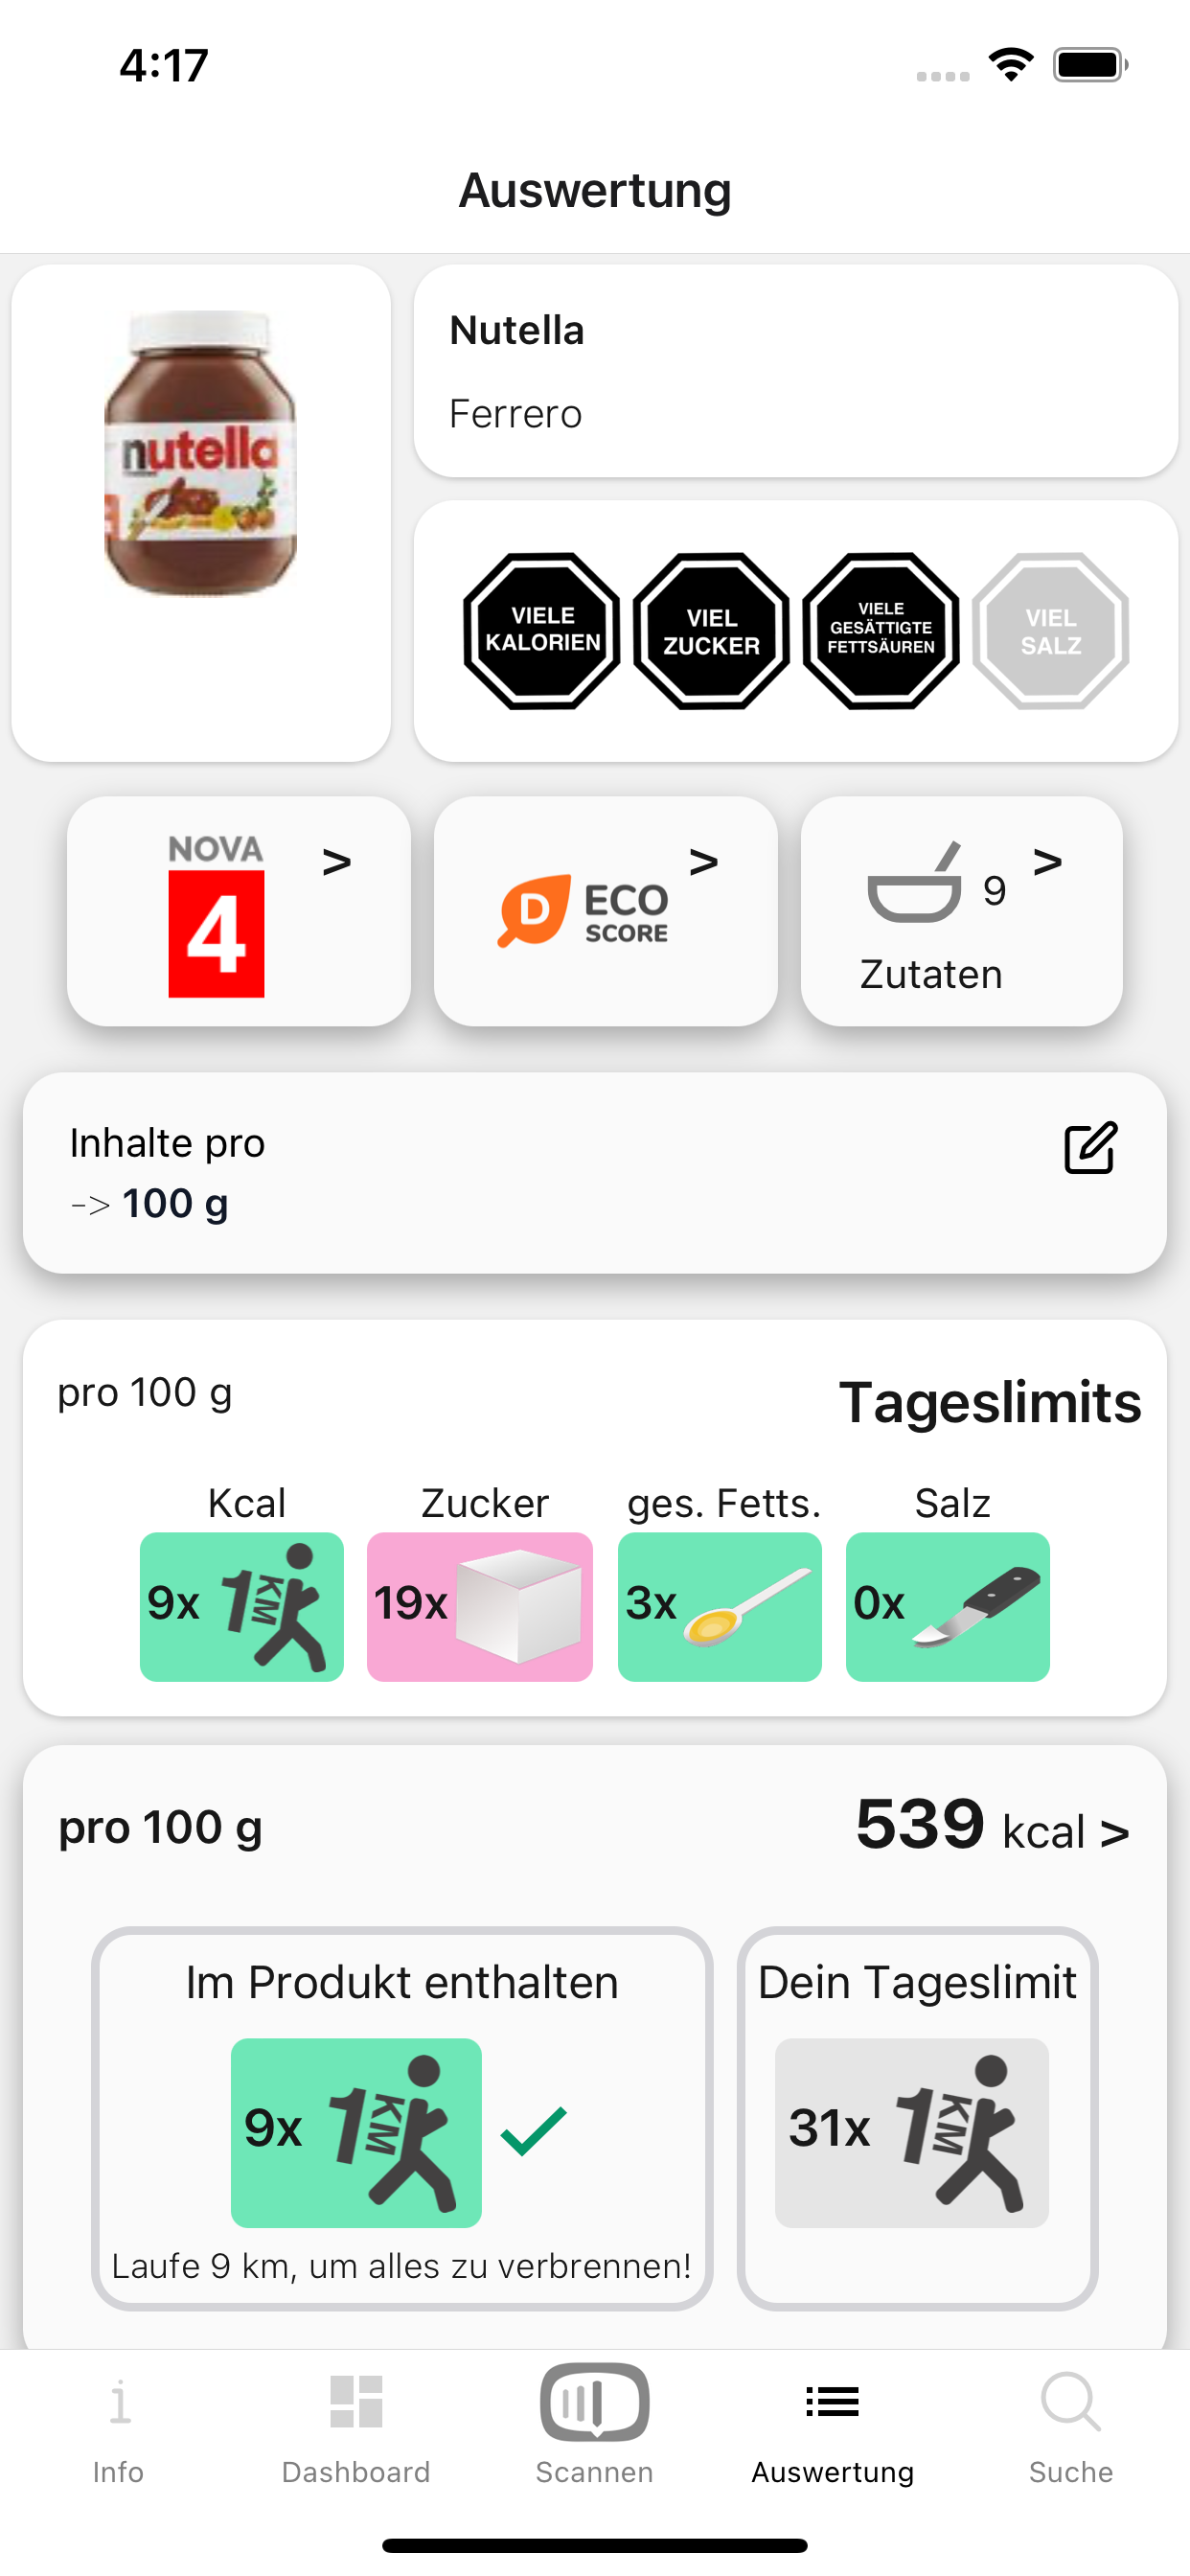 4:17
Auswertung
nutella
Nutella
Ferrero
VIELE
KALORIEN
VIEL
ZUCKER
VIELE
GESÄTTIGTE
FETTSÄUREN
VIEL
SALZ
NOVA
4
>
D
ECO
SCORE
>
9
Zutaten
>
Inhalte pro
-> 100 g
pro 100 g
Tageslimits
Kcal
Zucker
ges. Fetts.
Salz
9x 1 KM
19x
3x
0x
pro 100 g
539 kcal >
Im Produkt enthalten
9x 1 KM
Laufe 9 km, um alles zu verbrennen!
Dein Tageslimit
31x 1 KM
Info
Dashboard
Scannen
Auswertung
Suche